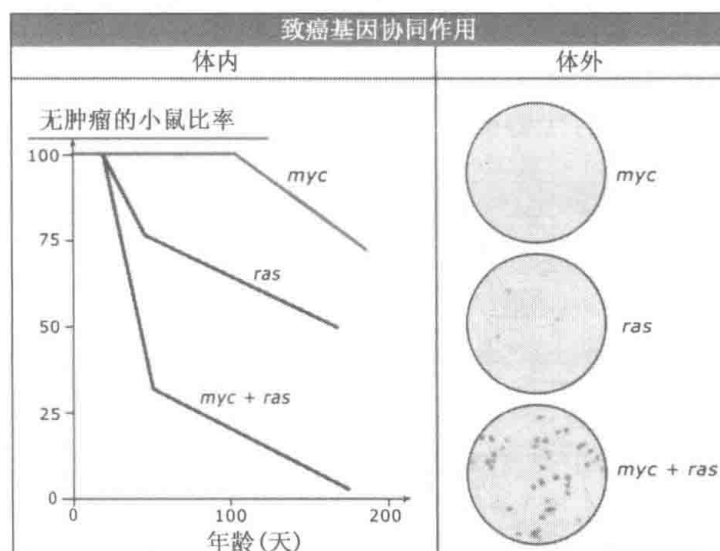 致癌基因协同作用
体内
体外
无肿瘤的小鼠比率
100
75
50
25
0
0
100
200
年龄(天)
myc
ras
myc + ras
myc
ras
myc + ras